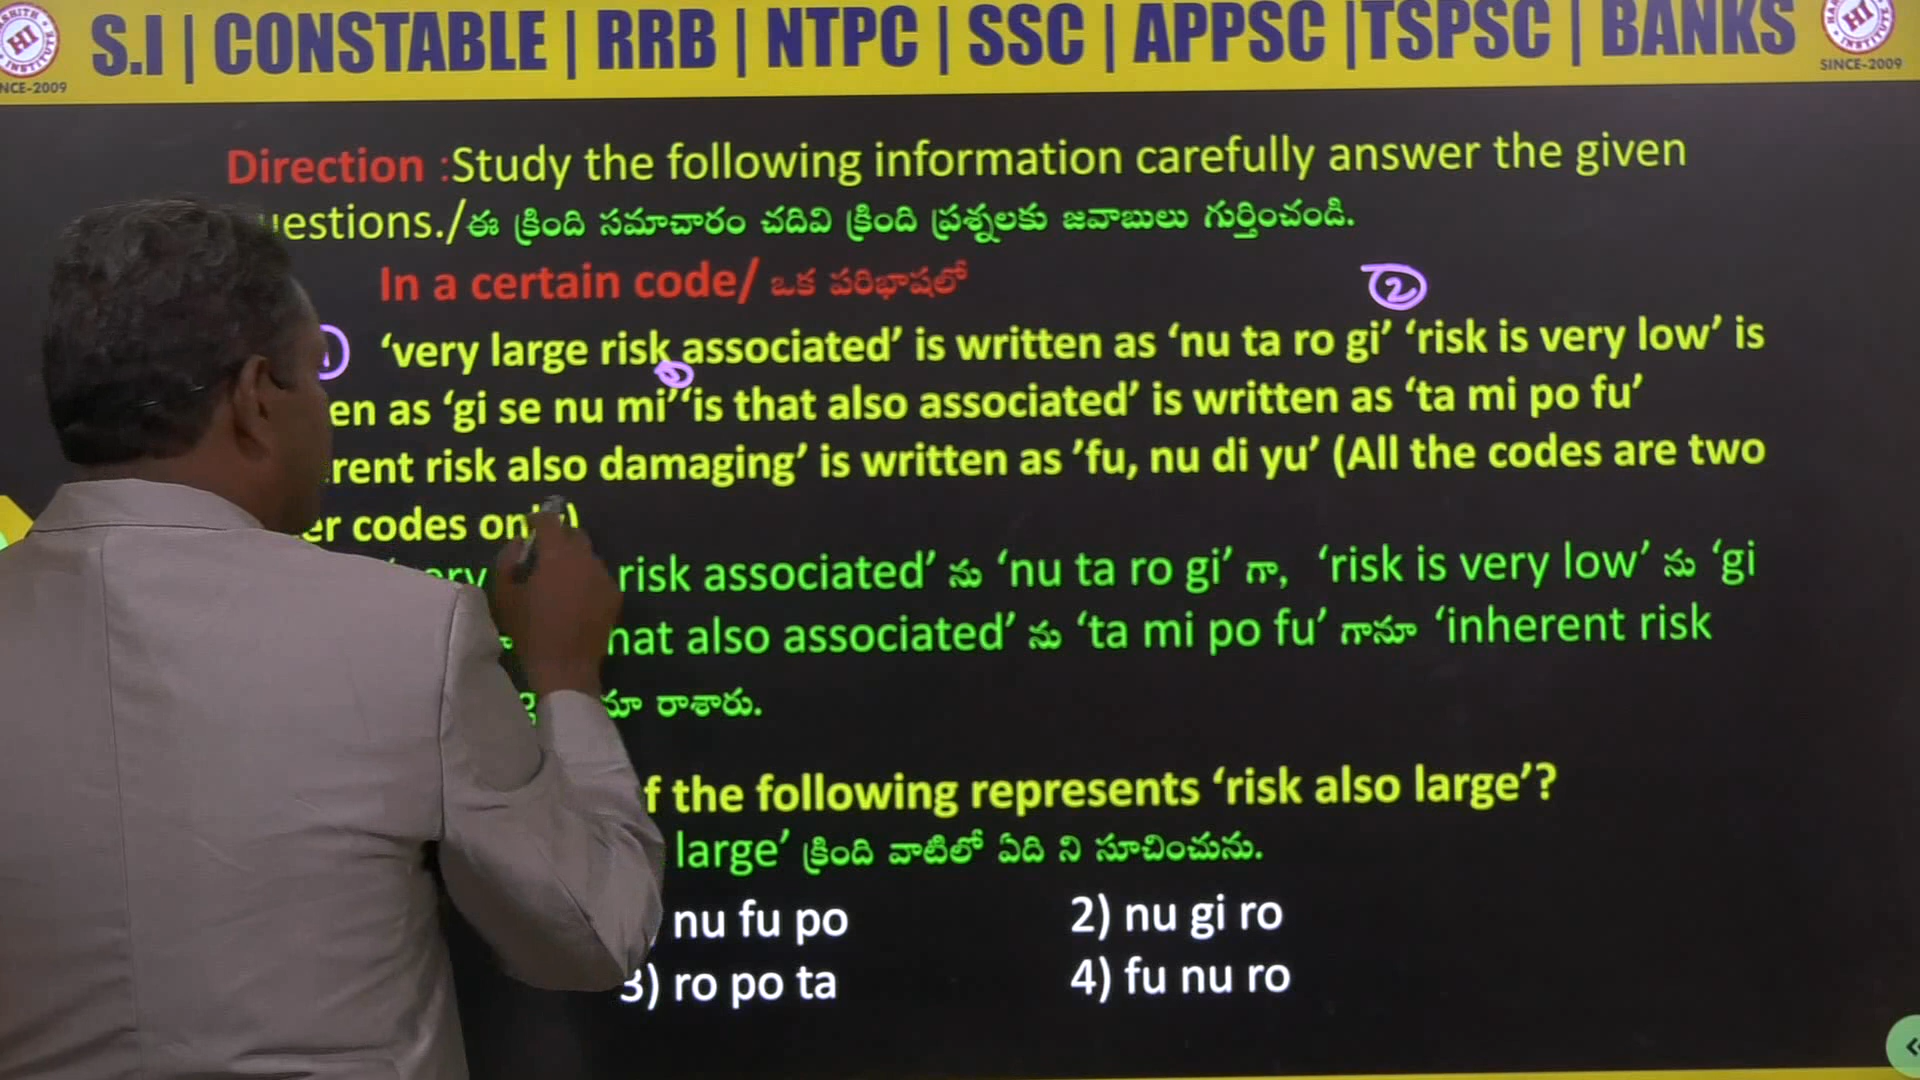 S.I | CONSTABLE | RRB | NTPC | SSC | APPSC |TSPSC | BANKS
HI
NCE-2009
HI
SINCE-2009
Direction :Study the following information carefully answer the given
uestions./ఈ క్రింది సమాచారం చదివి క్రింది ప్రశ్నలకు జవాబులు గుర్తించండి.
In a certain code/ ఒక పరిభాషలో
2
‘very large risk associated’ is written as ‘nu ta ro gi’ ‘risk is very low’ is
en as ‘gi se nu mi’‘is that also associated’ is written as ‘ta mi po fu’
rent risk also damaging’ is written as ’fu, nu di yu’ (All the codes are two
er codes only)
risk associated’ ను ‘nu ta ro gi’ గా, ‘risk is very low’ ను ‘gi
hat also associated’ ను ‘ta mi po fu’ గానూ ‘inherent risk
నూ రాశారు.
f the following represents ‘risk also large’?
large’ క్రింది వాటిలో ఏది ని సూచించును.
nu fu po 2) nu gi ro
3) ro po ta 4) fu nu ro